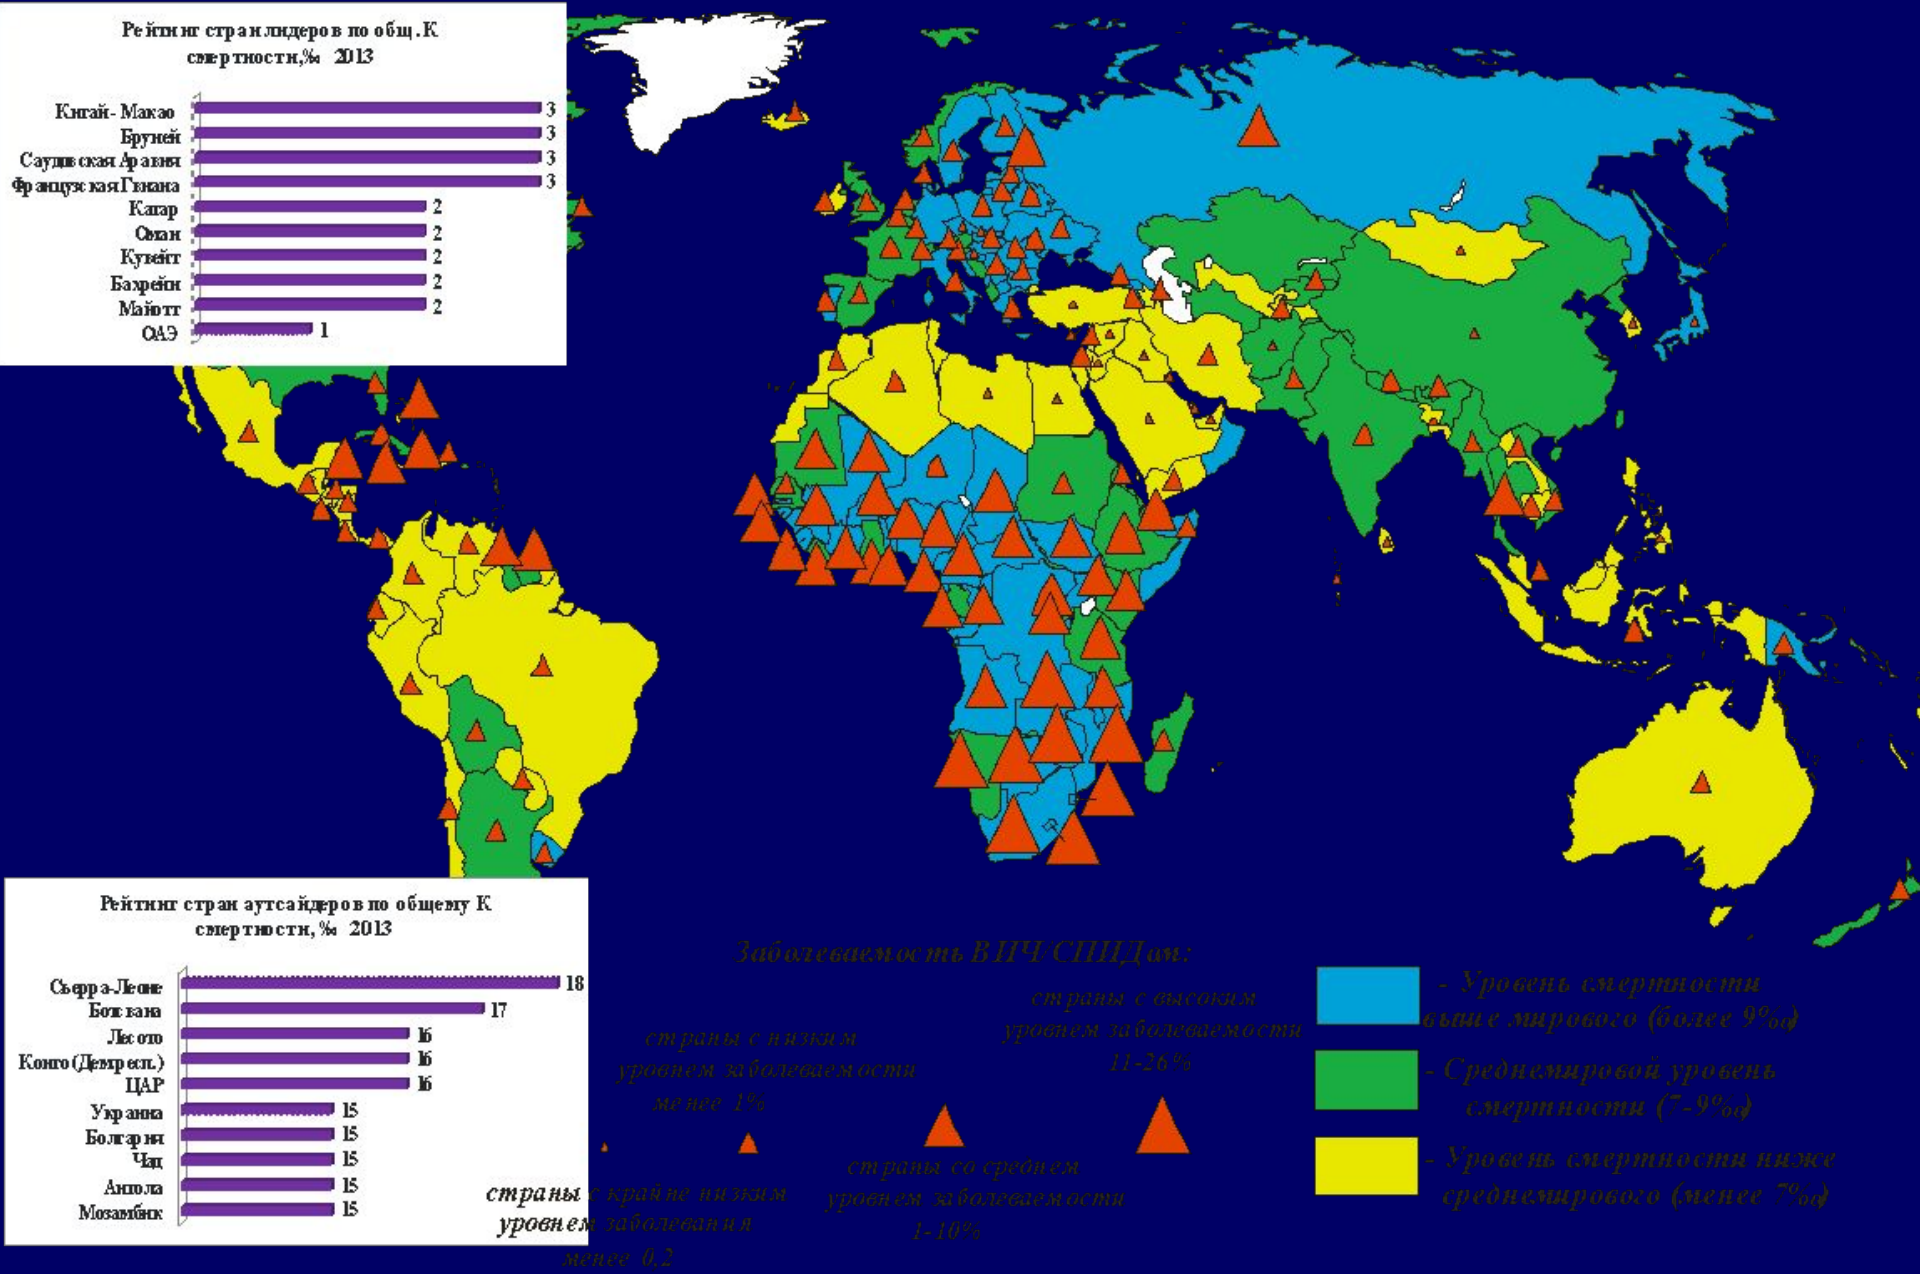 Рейтинг стран лидеров по общ. К
смертности,‰ 2013
Китай- Макао 3
Бруней 3
Саудовская Аравия 3
Французская Гвиана 3
Катар 2
Оман 2
Кувейт 2
Бахрейн 2
Майотт 2
ОАЭ 1
Рейтинг стран аутсайдеров по общему К
смертности, ‰ 2013
Сьерра-Леоне 18
Ботсвана 17
Лесото 16
Конго (Дем.респ.) 16
ЦАР 16
Украина 15
Болгария 15
Чад 15
Ангола 15
Мозамбик 15
Заболеваемость ВИЧ/СПИДом:
страны с крайне низким
уровнем заболевания
менее 0,2
страны с низким
уровнем заболеваемости
менее 1%
страны со средним
уровнем заболеваемости
1-10%
страны с высоким
уровнем заболеваемости
11-26%
- Уровень смертности
выше мирового (более 9‰)
- Среднемировой уровень
смертности (7-9‰)
- Уровень смертности ниже
среднемирового (менее 7‰)